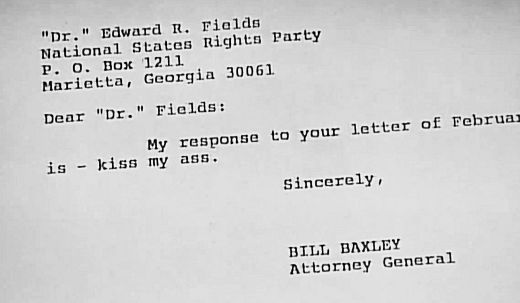 "Dr." Edward R. Fields
National States Rights Party
P. O. Box 1211
Marietta, Georgia 30061
Dear "Dr." Fields:
My response to your letter of Februar
is - kiss my ass.
Sincerely,
BILL BAXLEY
Attorney General